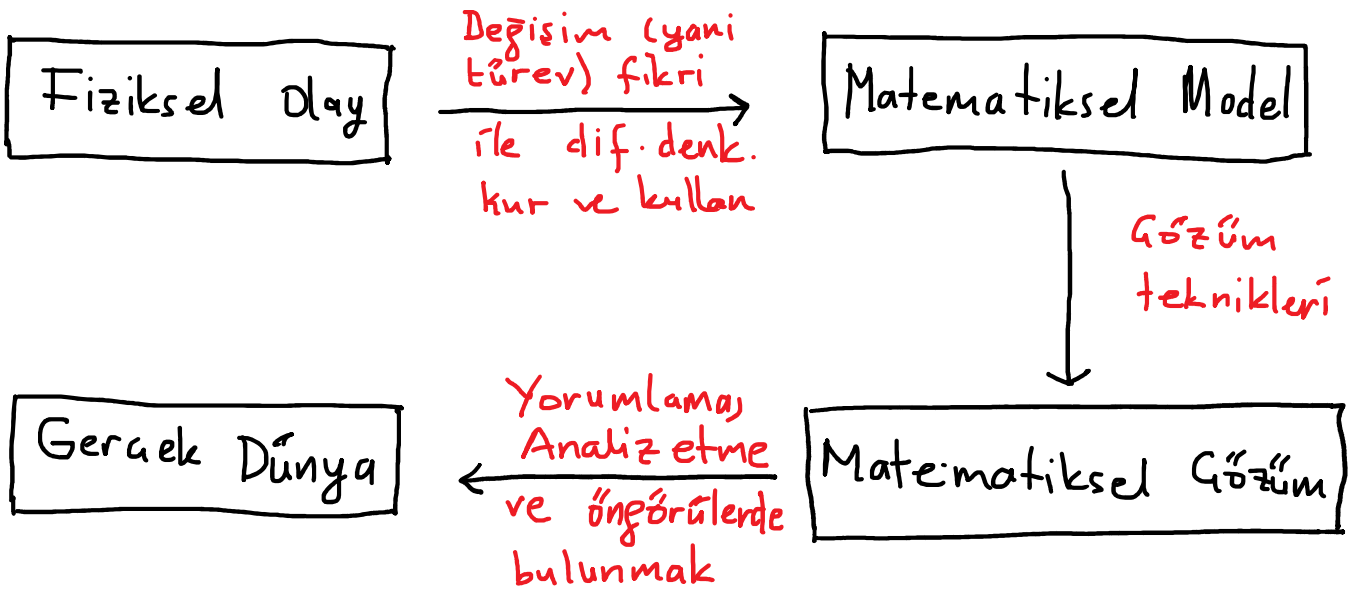 Fiziksel Olay
Değişim (yani
türev) fikri
ile dif. denk.
kur ve kullan
Matematiksel Model
Çözüm
teknikleri
Matematiksel Çözüm
Yorumlama,
Analiz etme
ve öngörülerde
bulunmak
Gerçek Dünya